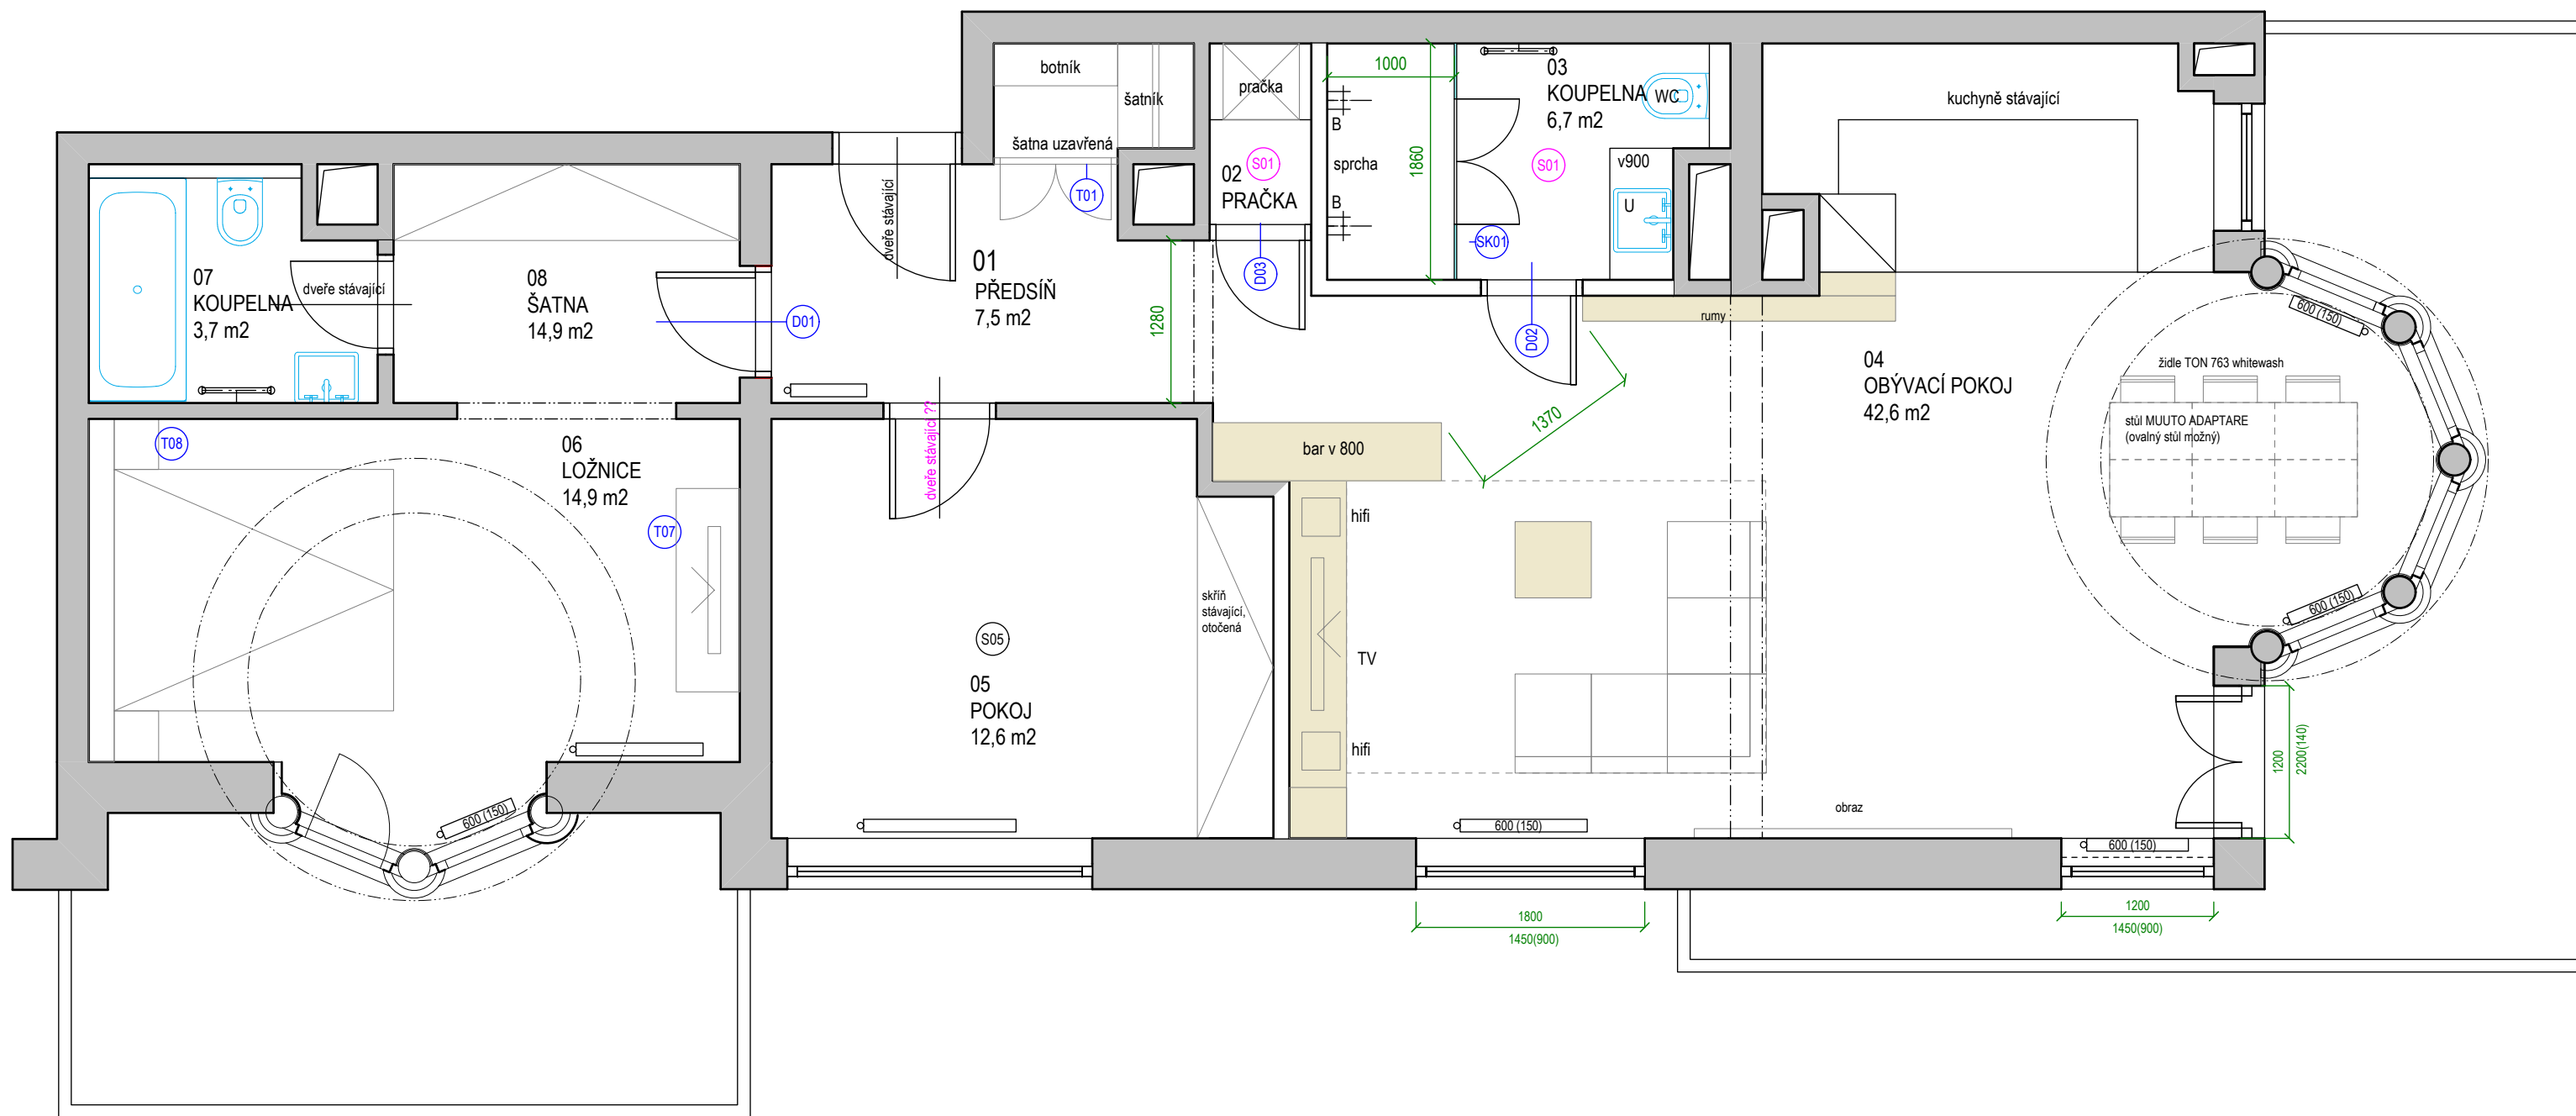 botník
šatník
šatna uzavřená
T01
pračka
S01
02
PRAČKA
D03
1000
B
sprcha
B
1860
03
KOUPELNA
6,7 m2
WC
S01
v900
U
SK01
D02
kuchyně stávající
rumy
07
KOUPELNA
3,7 m2
dveře stávající
08
ŠATNA
14,9 m2
D01
dveře stávající
01
PŘEDSÍŇ
7,5 m2
1280
04
OBÝVACÍ POKOJ
42,6 m2
600 (150)
židle TON 763 whitewash
stůl MUUTO ADAPTARE
(ovalný stůl možný)
600 (150)
1370
bar v 800
T08
06
LOŽNICE
14,9 m2
T07
600 (150)
dveře stávající ??
S05
05
POKOJ
12,6 m2
skříň
stávající,
otočená
hifi
TV
hifi
600 (150)
obraz
600 (150)
1200
2200(140)
1800
1450(900)
1200
1450(900)